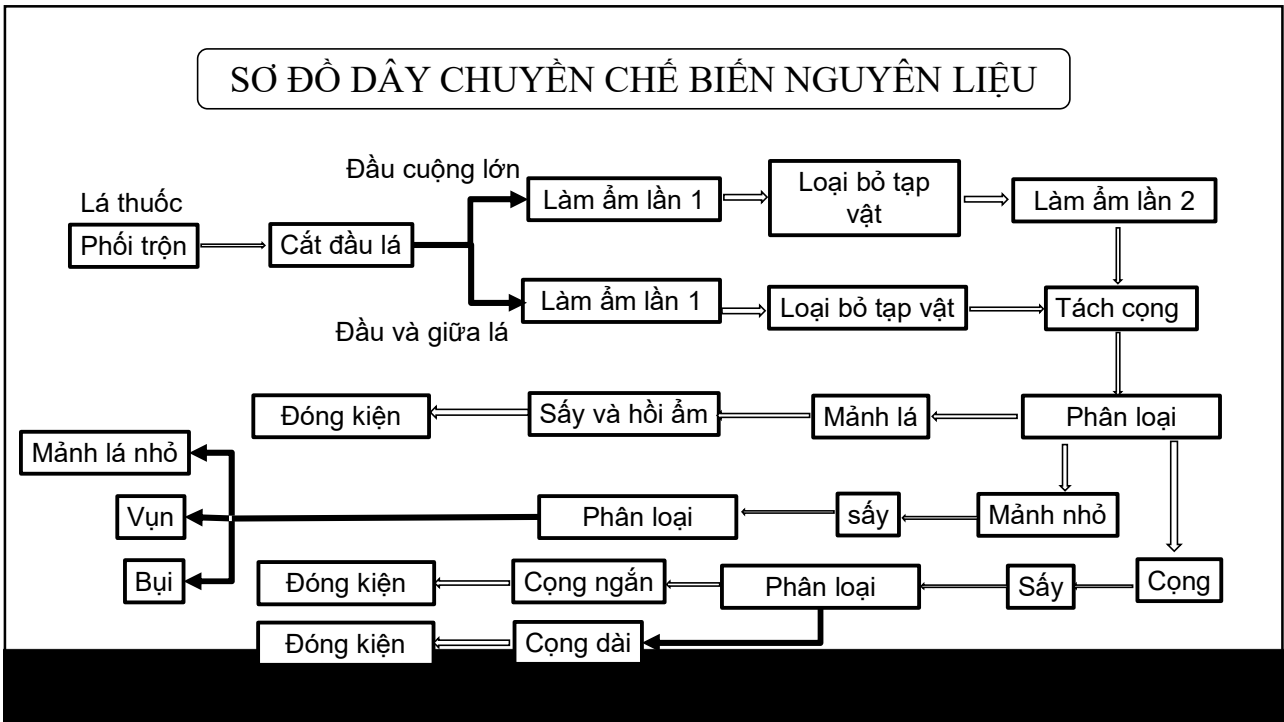 SƠ ĐỒ DÂY CHUYỀN CHẾ BIẾN NGUYÊN LIỆU
Đầu cuộng lớn
Lá thuốc
Phối trộn
Cắt đầu lá
Làm ẩm lần 1
Loại bỏ tạp
vật
Làm ẩm lần 2
Làm ẩm lần 1
Loại bỏ tạp vật
Tách cọng
Đầu và giữa lá
Đóng kiện
Sấy và hồi ẩm
Mảnh lá
Phân loại
Mảnh lá nhỏ
Vụn
Phân loại
sấy
Mảnh nhỏ
Bụi
Đóng kiện
Cọng ngắn
Phân loại
Sấy
Cọng
Đóng kiện
Cọng dài